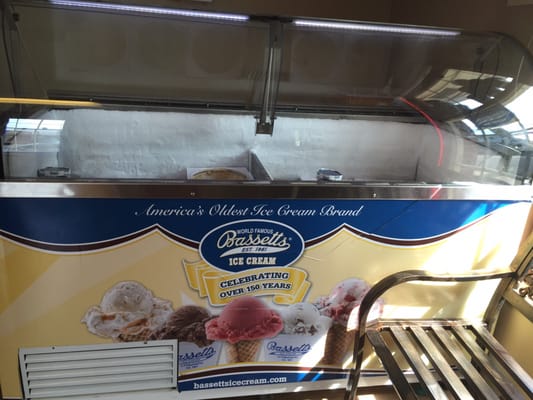 America's Oldest Ice Cream Brand
WORLD FAMOUS
Bassetts
EST. 1861
ICE CREAM
CELEBRATING
OVER 150 YEARS
Bassetts
Bassetts
bassettsicecream.com